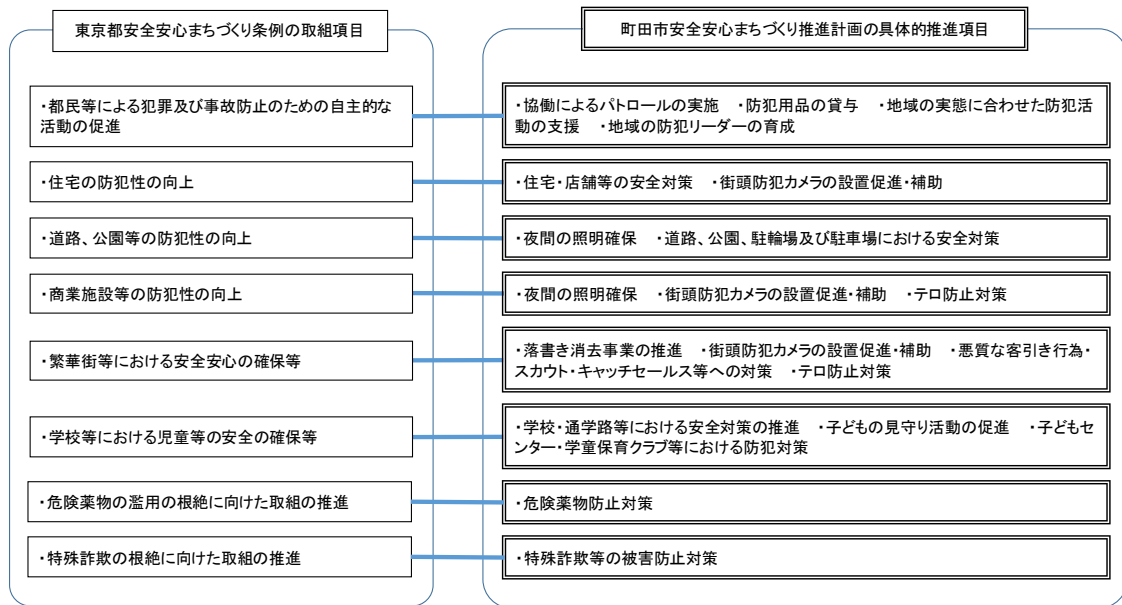 東京都安全安心まちづくり条例の取組項目
町田市安全安心まちづくり推進計画の具体的推進項目
・都民等による犯罪及び事故防止のための自主的な
活動の促進
・協働によるパトロールの実施　・防犯用品の貸与　・地域の実態に合わせた防犯活
動の支援　・地域の防犯リーダーの育成
・住宅の防犯性の向上
・住宅・店舗等の安全対策　・街頭防犯カメラの設置促進・補助
・道路、公園等の防犯性の向上
・夜間の照明確保　・道路、公園、駐輪場及び駐車場における安全対策
・商業施設等の防犯性の向上
・夜間の照明確保　・街頭防犯カメラの設置促進・補助　・テロ防止対策
・繁華街等における安全安心の確保等
・落書き消去事業の推進　・街頭防犯カメラの設置促進・補助　・悪質な客引き行為・
スカウト・キャッチセールス等への対策　・テロ防止対策
・学校等における児童等の安全の確保等
・学校・通学路等における安全対策の推進　・子どもの見守り活動の促進　・子どもセ
ンター・学童保育クラブ等における防犯対策
・危険薬物の濫用の根絶に向けた取組の推進
・危険薬物防止対策
・特殊詐欺の根絶に向けた取組の推進
・特殊詐欺等の被害防止対策